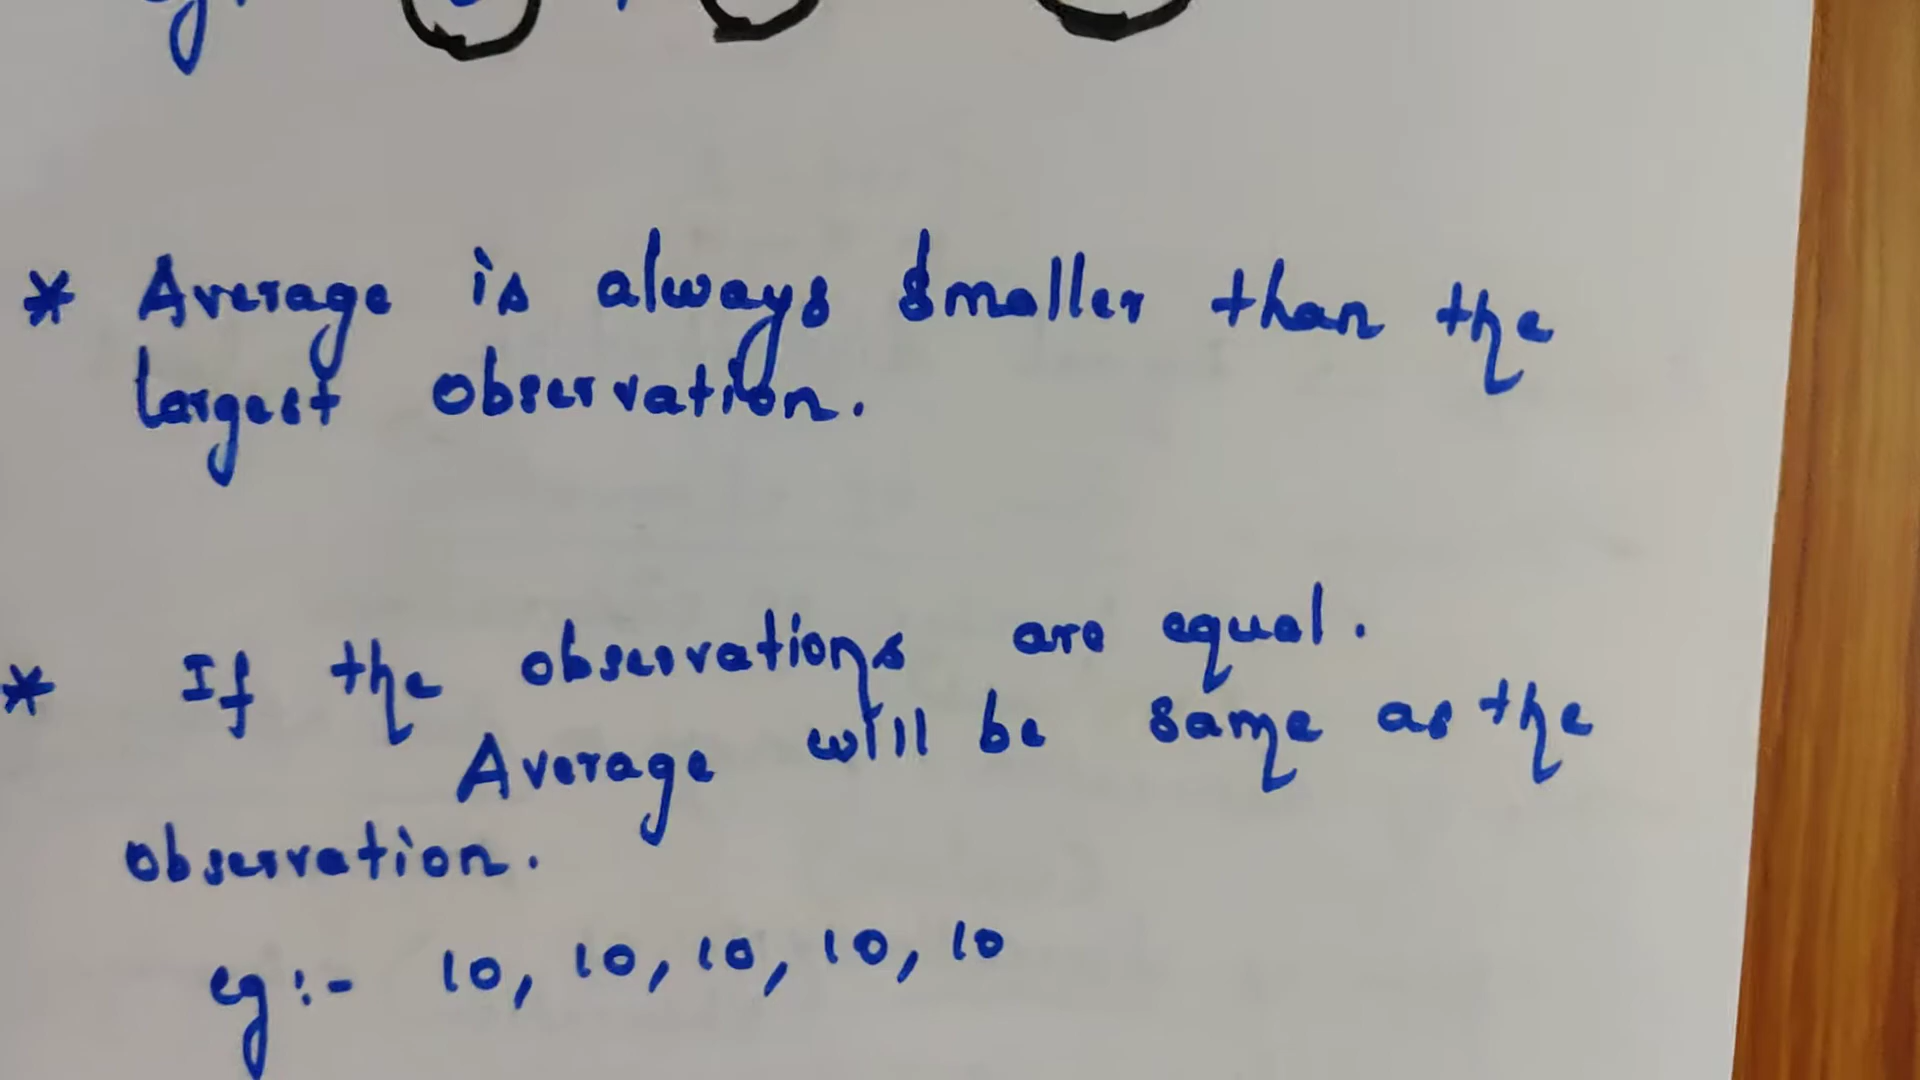 * Average is always smaller than the
largest observation.
* If the observations are equal.
Average will be same as the
observation.
eg:- 10, 10, 10, 10, 10